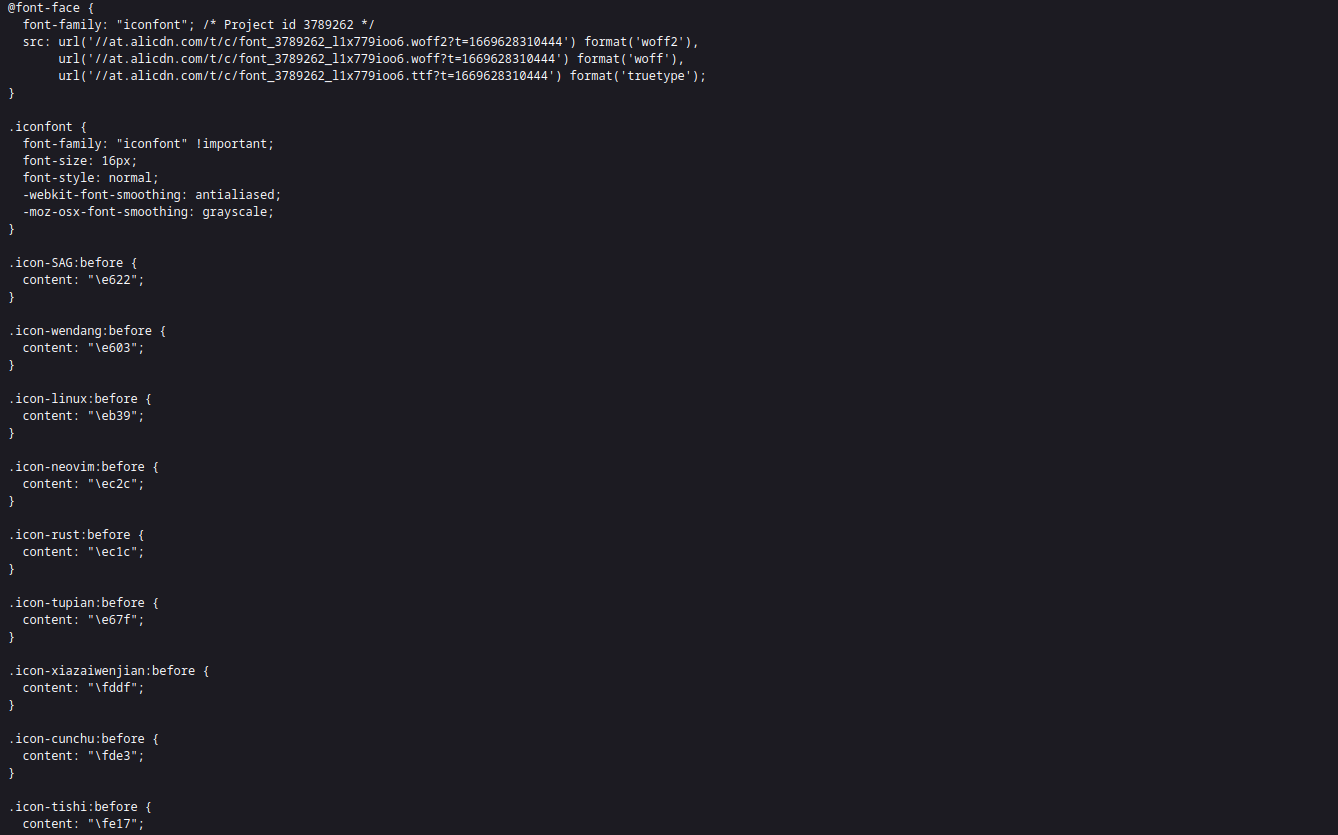 @font-face {
  font-family: "iconfont"; /* Project id 3789262 */
  src: url('//at.alicdn.com/t/c/font_3789262_l1x779ioo6.woff2?t=1669628310444') format('woff2'),
       url('//at.alicdn.com/t/c/font_3789262_l1x779ioo6.woff?t=1669628310444') format('woff'),
       url('//at.alicdn.com/t/c/font_3789262_l1x779ioo6.ttf?t=1669628310444') format('truetype');
}

.iconfont {
  font-family: "iconfont" !important;
  font-size: 16px;
  font-style: normal;
  -webkit-font-smoothing: antialiased;
  -moz-osx-font-smoothing: grayscale;
}

.icon-SAG:before {
  content: "\e622";
}

.icon-wendang:before {
  content: "\e603";
}

.icon-linux:before {
  content: "\eb39";
}

.icon-neovim:before {
  content: "\ec2c";
}

.icon-rust:before {
  content: "\ec1c";
}

.icon-tupian:before {
  content: "\e67f";
}

.icon-xiazaiwenjian:before {
  content: "\fddf";
}

.icon-cunchu:before {
  content: "\fde3";
}

.icon-tishi:before {
  content: "\fe17";